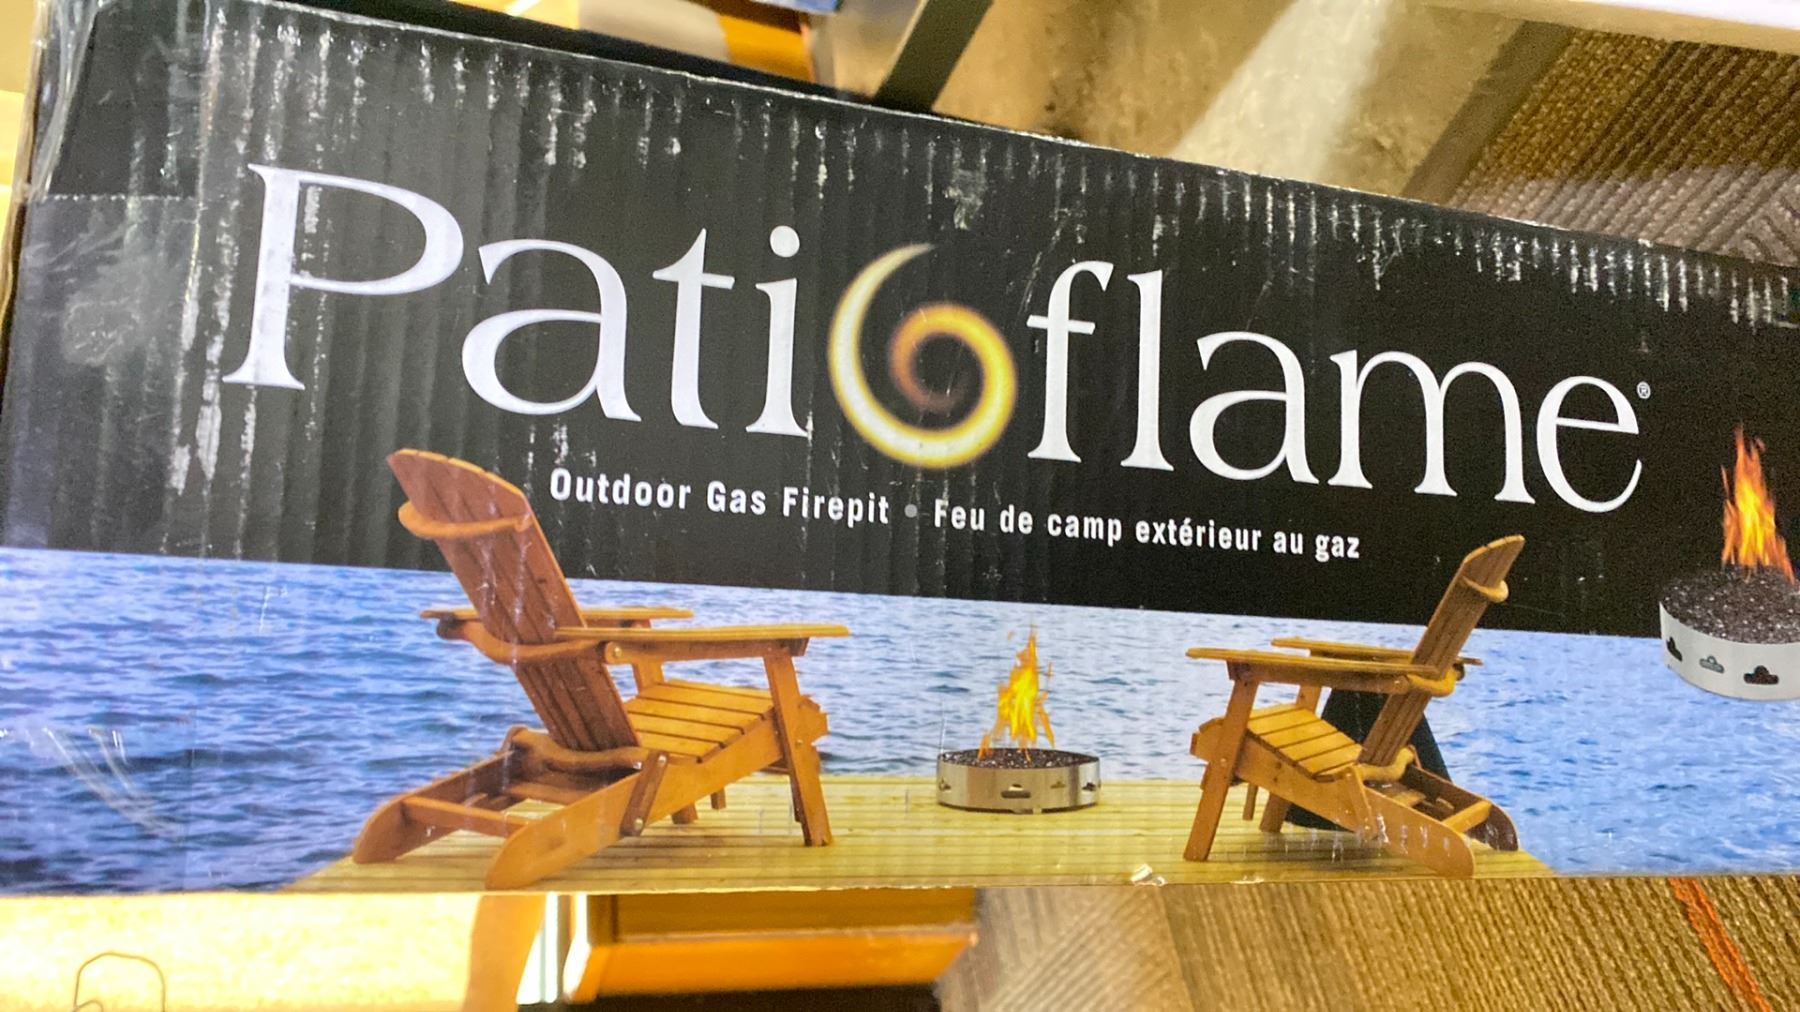 Patioflame®
Outdoor Gas Firepit • Feu de camp extérieur au gaz